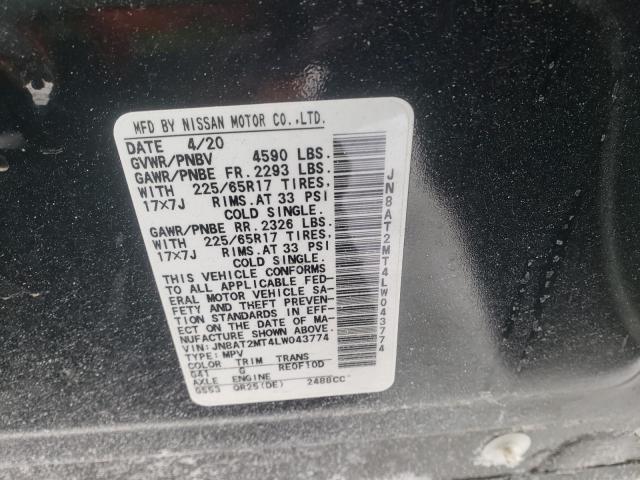 MFD BY NISSAN MOTOR CO.,LTD.
DATE 4/20
GVWR/PNBV 4590 LBS.
GAWR/PNBE FR. 2293 LBS.
WITH 225/65R17 TIRES,
17X7J RIMS.AT 33 PSI
COLD SINGLE.
GAWR/PNBE RR. 2326 LBS.
WITH 225/65R17 TIRES,
17X7J RIMS.AT 33 PSI
COLD SINGLE.
THIS VEHICLE CONFORMS
TO ALL APPLICABLE FED-
ERAL MOTOR VEHICLE SA-
FETY AND THEFT PREVEN-
TION STANDARDS IN EFF-
ECT ON THE DATE OF MA-
NUFACTURE SHOWN ABOVE.
VIN: JN8AT2MT4LW043774
TYPE: MPV
COLOR TRIM TRANS
G41 G RE0F10D
AXLE ENGINE
GS53 QR25(DE) 2488CC
JN8AT2MT4LW043774